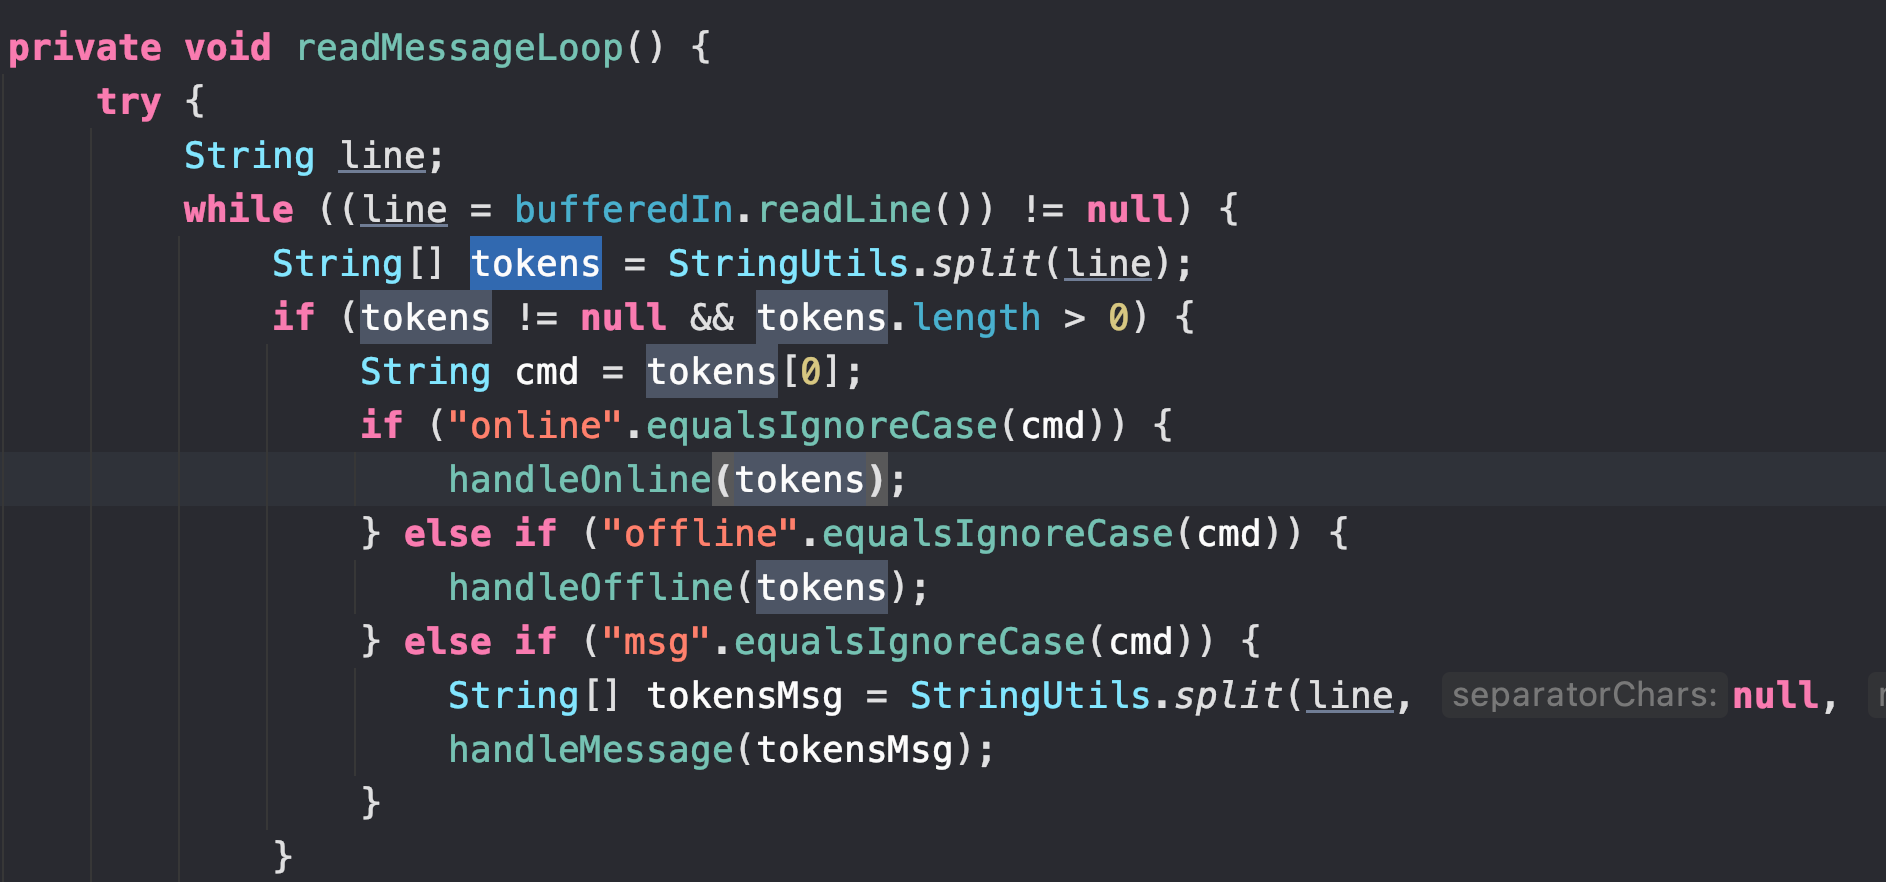 private void readMessageLoop() {
try {
String line;
while ((line = bufferedIn.readLine()) != null) {
String[] tokens = StringUtils.split(line);
if (tokens != null && tokens.length > 0) {
String cmd = tokens[0];
if ("online".equalsIgnoreCase(cmd)) {
handleOnline(tokens);
} else if ("offline".equalsIgnoreCase(cmd)) {
handleOffline(tokens);
} else if ("msg".equalsIgnoreCase(cmd)) {
String[] tokensMsg = StringUtils.split(line, separatorChars: null,
handleMessage(tokensMsg);
}
}